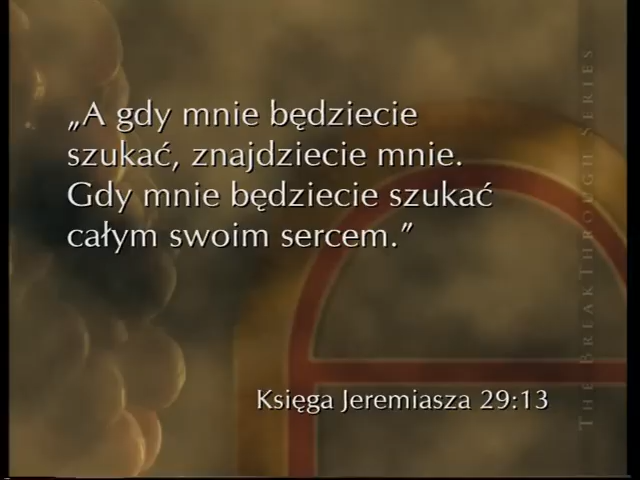 „A gdy mnie będziecie
szukać, znajdziecie mnie.
Gdy mnie będziecie szukać
całym swoim sercem.”
Księga Jeremiasza 29:13
The Breakthrough Series